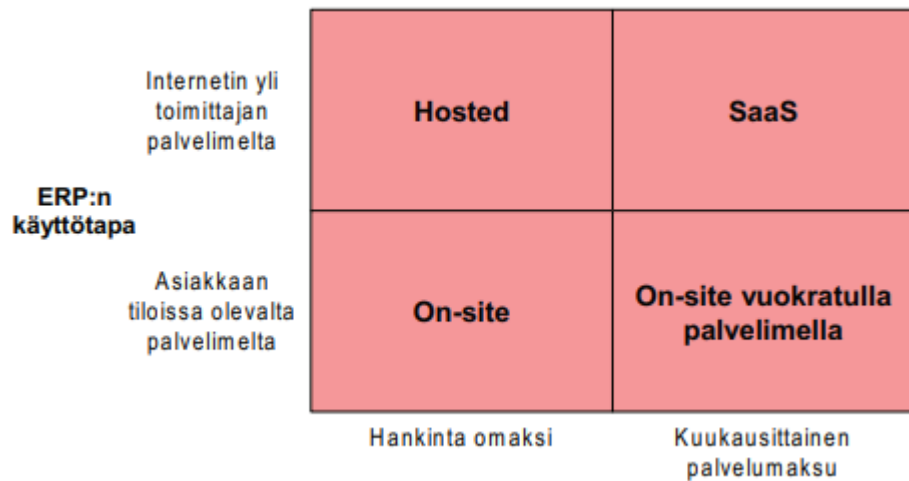 Internetin yli
toimittajan
palvelimelta
Hosted
SaaS
ERP:n
käyttötapa
Asiakkaan
tiloissa olevalta
palvelimelta
On-site
On-site vuokratulla
palvelimella
Hankinta omaksi
Kuukausittainen
palvelumaksu